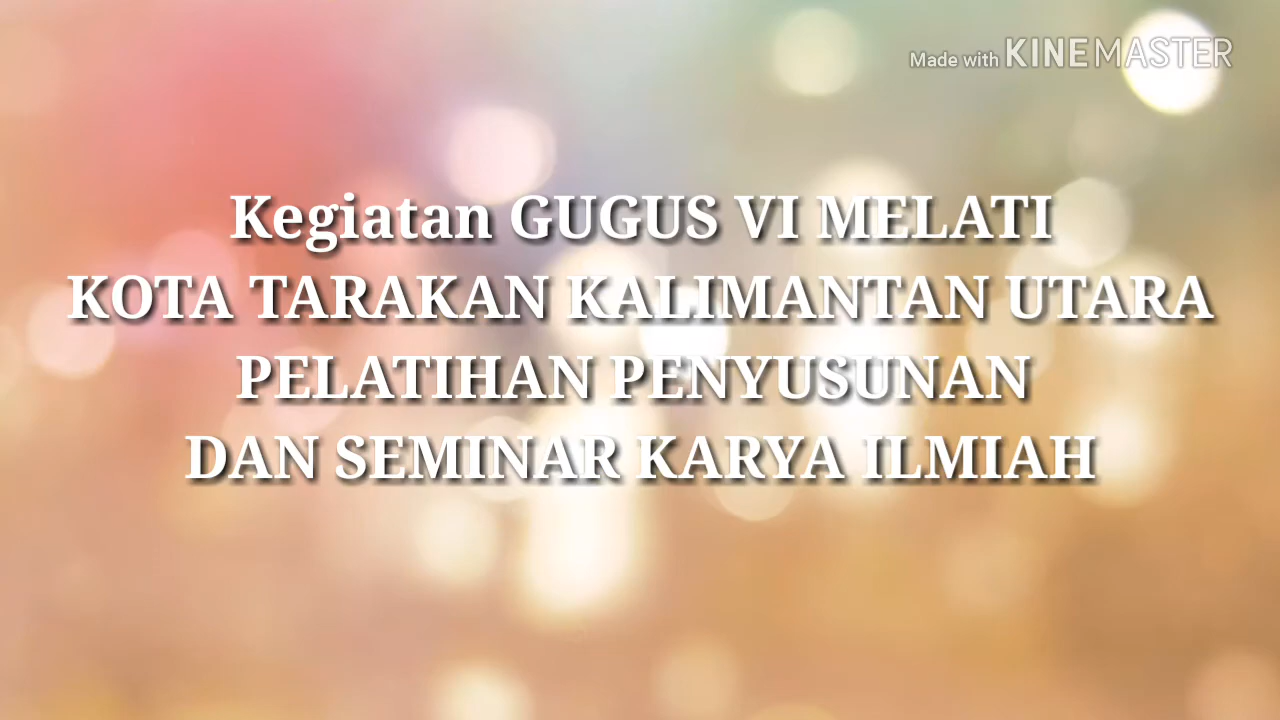 Made with KINEMASTER
Kegiatan GUGUS VI MELATI
KOTA TARAKAN KALIMANTAN UTARA
PELATIHAN PENYUSUNAN
DAN SEMINAR KARYA ILMIAH